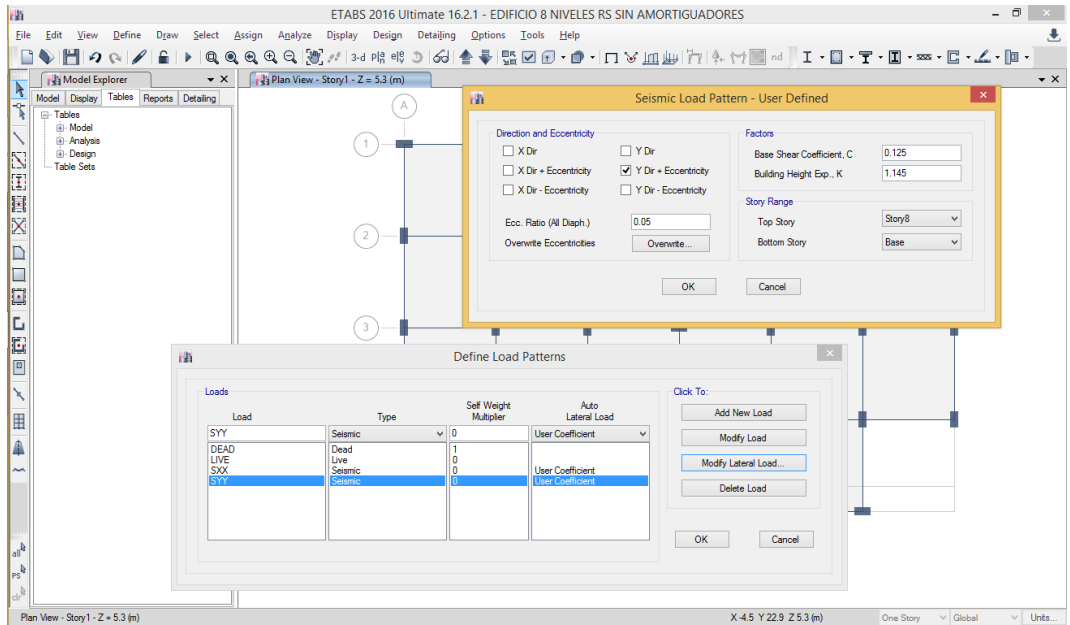 ETABS 2016 Ultimate 16.2.1 - EDIFICIO 8 NIVELES RS SIN AMORTIGUADORES
File Edit View Define Draw Select Assign Analyze Display Design Detailing Options Tools Help
3-d nd
Model Explorer
Model Display Tables Reports Detailing
Tables
Model
Analysis
Design
Table Sets
Plan View - Story1 - Z = 5.3 (m)
A
1
2
3
Seismic Load Pattern - User Defined
Direction and Eccentricity
X Dir Y Dir
X Dir + Eccentricity Y Dir + Eccentricity
X Dir - Eccentricity Y Dir - Eccentricity
Ecc. Ratio (All Diaph.) 0.05
Overwrite Eccentricities Overwrite...
Factors
Base Shear Coefficient, C 0.125
Building Height Exp., K 1.145
Story Range
Top Story Story8
Bottom Story Base
OK Cancel
Define Load Patterns
Loads
Load Type Self Weight Multiplier Auto Lateral Load
SYY Seismic 0 User Coefficient
DEAD Dead 1
LIVE Live 0
SXX Seismic 0 User Coefficient
SYY Seismic 0 User Coefficient
Click To:
Add New Load
Modify Load
Modify Lateral Load...
Delete Load
OK Cancel
all
PS
clr
Plan View - Story1 - Z = 5.3 (m) X -4.5 Y 22.9 Z 5.3 (m) One Story Global Units...